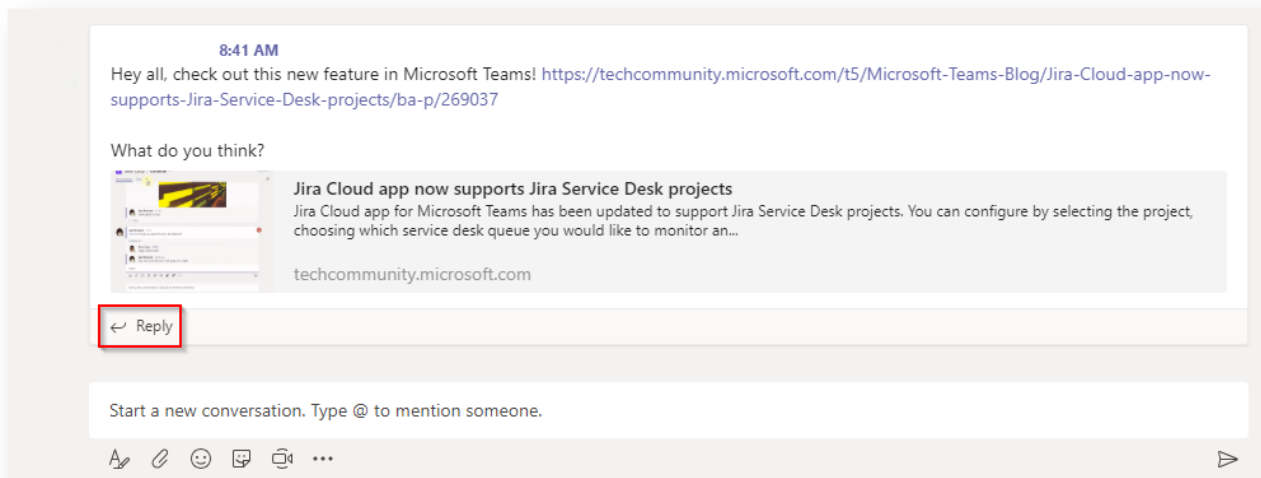 8:41 AM
Hey all, check out this new feature in Microsoft Teams! https://techcommunity.microsoft.com/t5/Microsoft-Teams-Blog/Jira-Cloud-app-now-
supports-Jira-Service-Desk-projects/ba-p/269037
What do you think?
Jira Cloud app now supports Jira Service Desk projects
Jira Cloud app for Microsoft Teams has been updated to support Jira Service Desk projects. You can configure by selecting the project,
choosing which service desk queue you would like to monitor an...
techcommunity.microsoft.com
Reply
Start a new conversation. Type @ to mention someone.